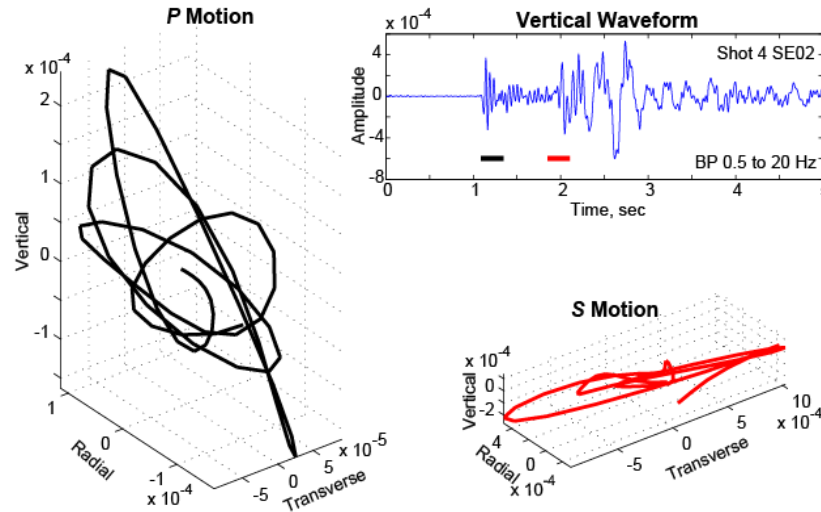 P Motion
x 10^-4
2
1
0
-1
Vertical
1
0
-1
x 10^-4
Radial
-5
0
5
x 10^-5
Transverse
Vertical Waveform
x 10^-4
4
0
-4
-8
Amplitude
Shot 4 SE02
BP 0.5 to 20 Hz
0 1 2 3 4 5
Time, sec
S Motion
x 10^-4
0
-2
Vertical
4
0
x 10^-4
Radial
-5
0
5
10
x 10^-4
Transverse